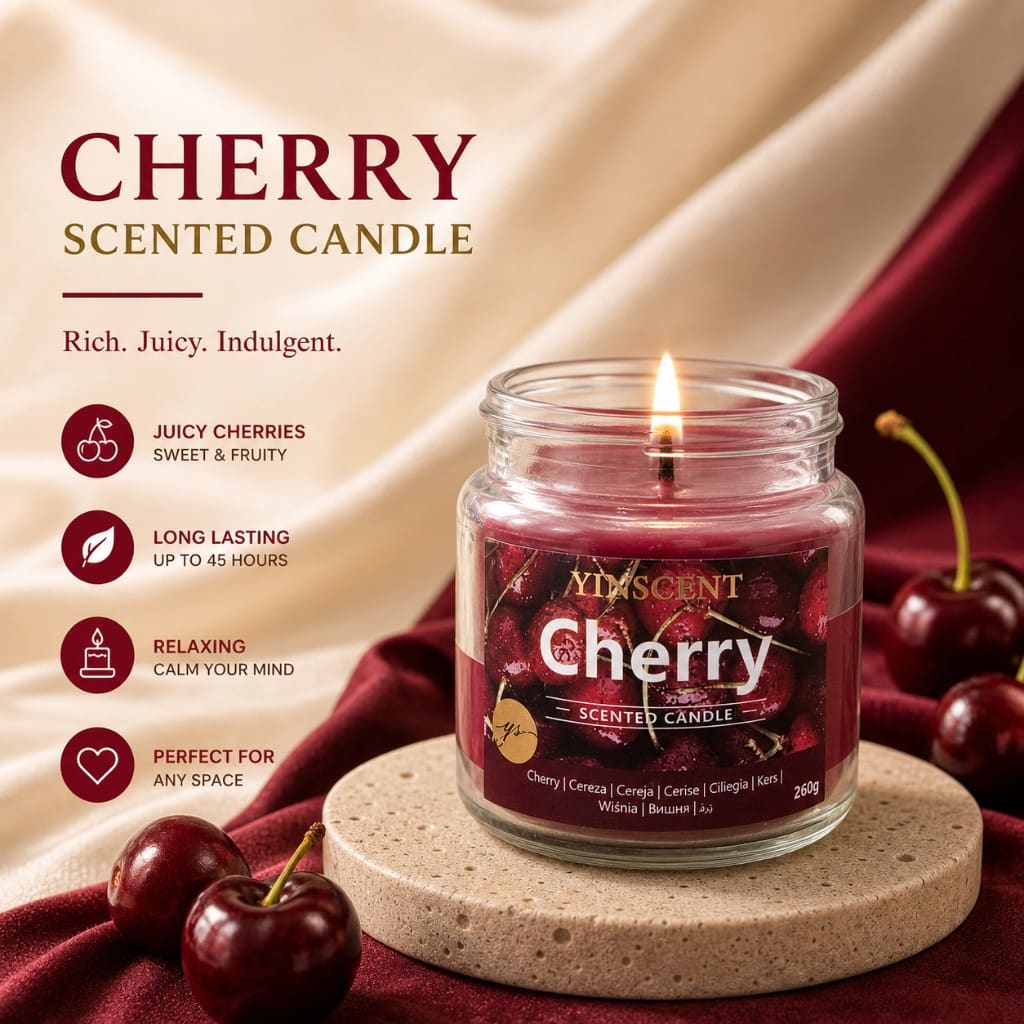 CHERRY
SCENTED CANDLE
Rich. Juicy. Indulgent.
JUICY CHERRIES
SWEET & FRUITY
LONG LASTING
UP TO 45 HOURS
RELAXING
CALM YOUR MIND
PERFECT FOR
ANY SPACE
YINSCENT
Cherry
SCENTED CANDLE
ys
Cherry | Cereza | Cereja | Cerise | Ciliegia | Kers |
Wiśnia | Вишня |
260g